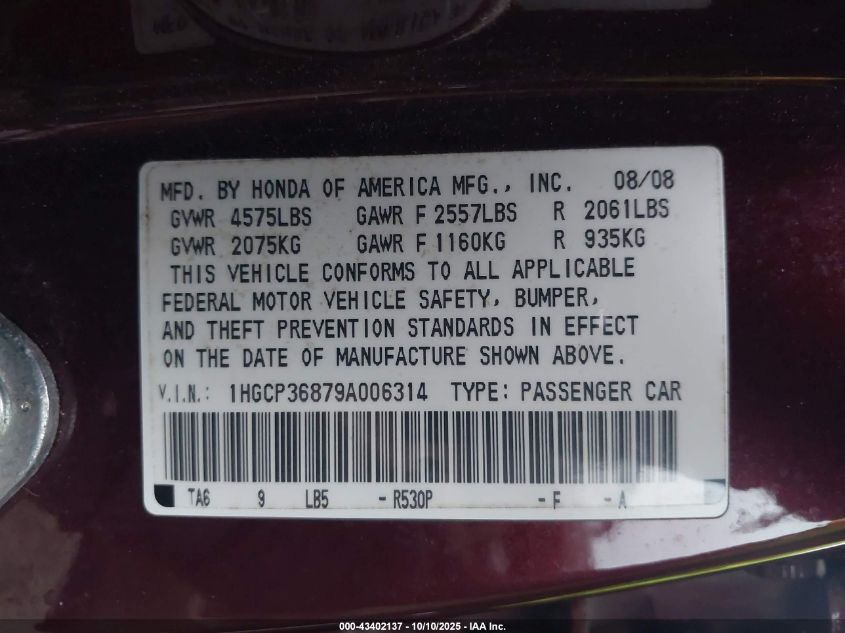 MFD. BY HONDA OF AMERICA MFG., INC. 08/08
GVWR 4575LBS GAWR F 2557LBS R 2061LBS
GVWR 2075KG GAWR F 1160KG R 935KG
THIS VEHICLE CONFORMS TO ALL APPLICABLE
FEDERAL MOTOR VEHICLE SAFETY, BUMPER,
AND THEFT PREVENTION STANDARDS IN EFFECT
ON THE DATE OF MANUFACTURE SHOWN ABOVE.
V.I.N.: 1HGCP36879A006314 TYPE: PASSENGER CAR
TA6 9 LB5 -R530P -F -A
000-43402137 - 10/10/2025 - IAA Inc.